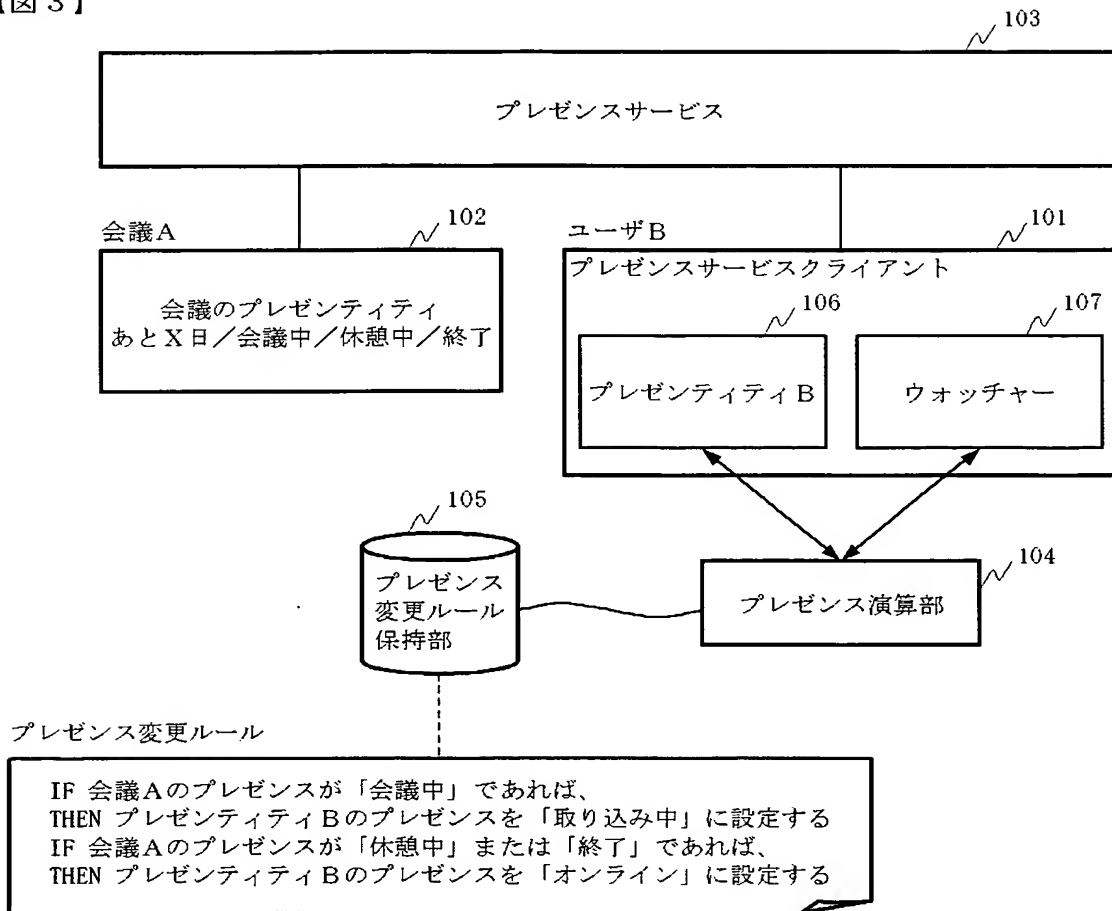 【図３】
103
プレゼンスサービス
会議A
102
会議のプレゼンティティ
あとX日／会議中／休憩中／終了
ユーザB
101
プレゼンスサービスクライアント
106
プレゼンティティB
107
ウォッチャー
105
プレゼンス
変更ルール
保持部
104
プレゼンス演算部
プレゼンス変更ルール
IF 会議Aのプレゼンスが「会議中」であれば、
THEN プレゼンティティBのプレゼンスを「取り込み中」に設定する
IF 会議Aのプレゼンスが「休憩中」または「終了」であれば、
THEN プレゼンティティBのプレゼンスを「オンライン」に設定する